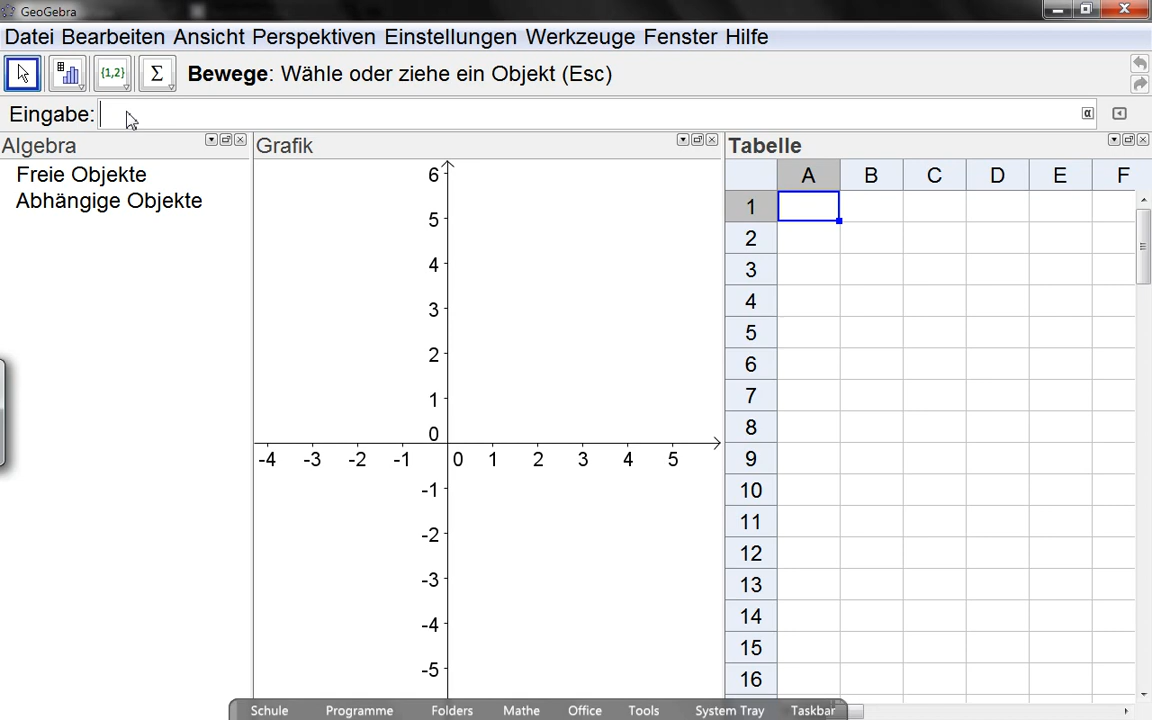 GeoGebra
Datei Bearbeiten Ansicht Perspektiven Einstellungen Werkzeuge Fenster Hilfe
{1,2} Σ Bewege: Wähle oder ziehe ein Objekt (Esc)
Eingabe: α
Algebra
Freie Objekte
Abhängige Objekte
Grafik
6
5
4
3
2
1
0
-4 -3 -2 -1 0 1 2 3 4 5
-1
-2
-3
-4
-5
Tabelle
A B C D E F
1
2
3
4
5
6
7
8
9
10
11
12
13
14
15
16
Schule Programme Folders Mathe Office Tools System Tray Taskbar